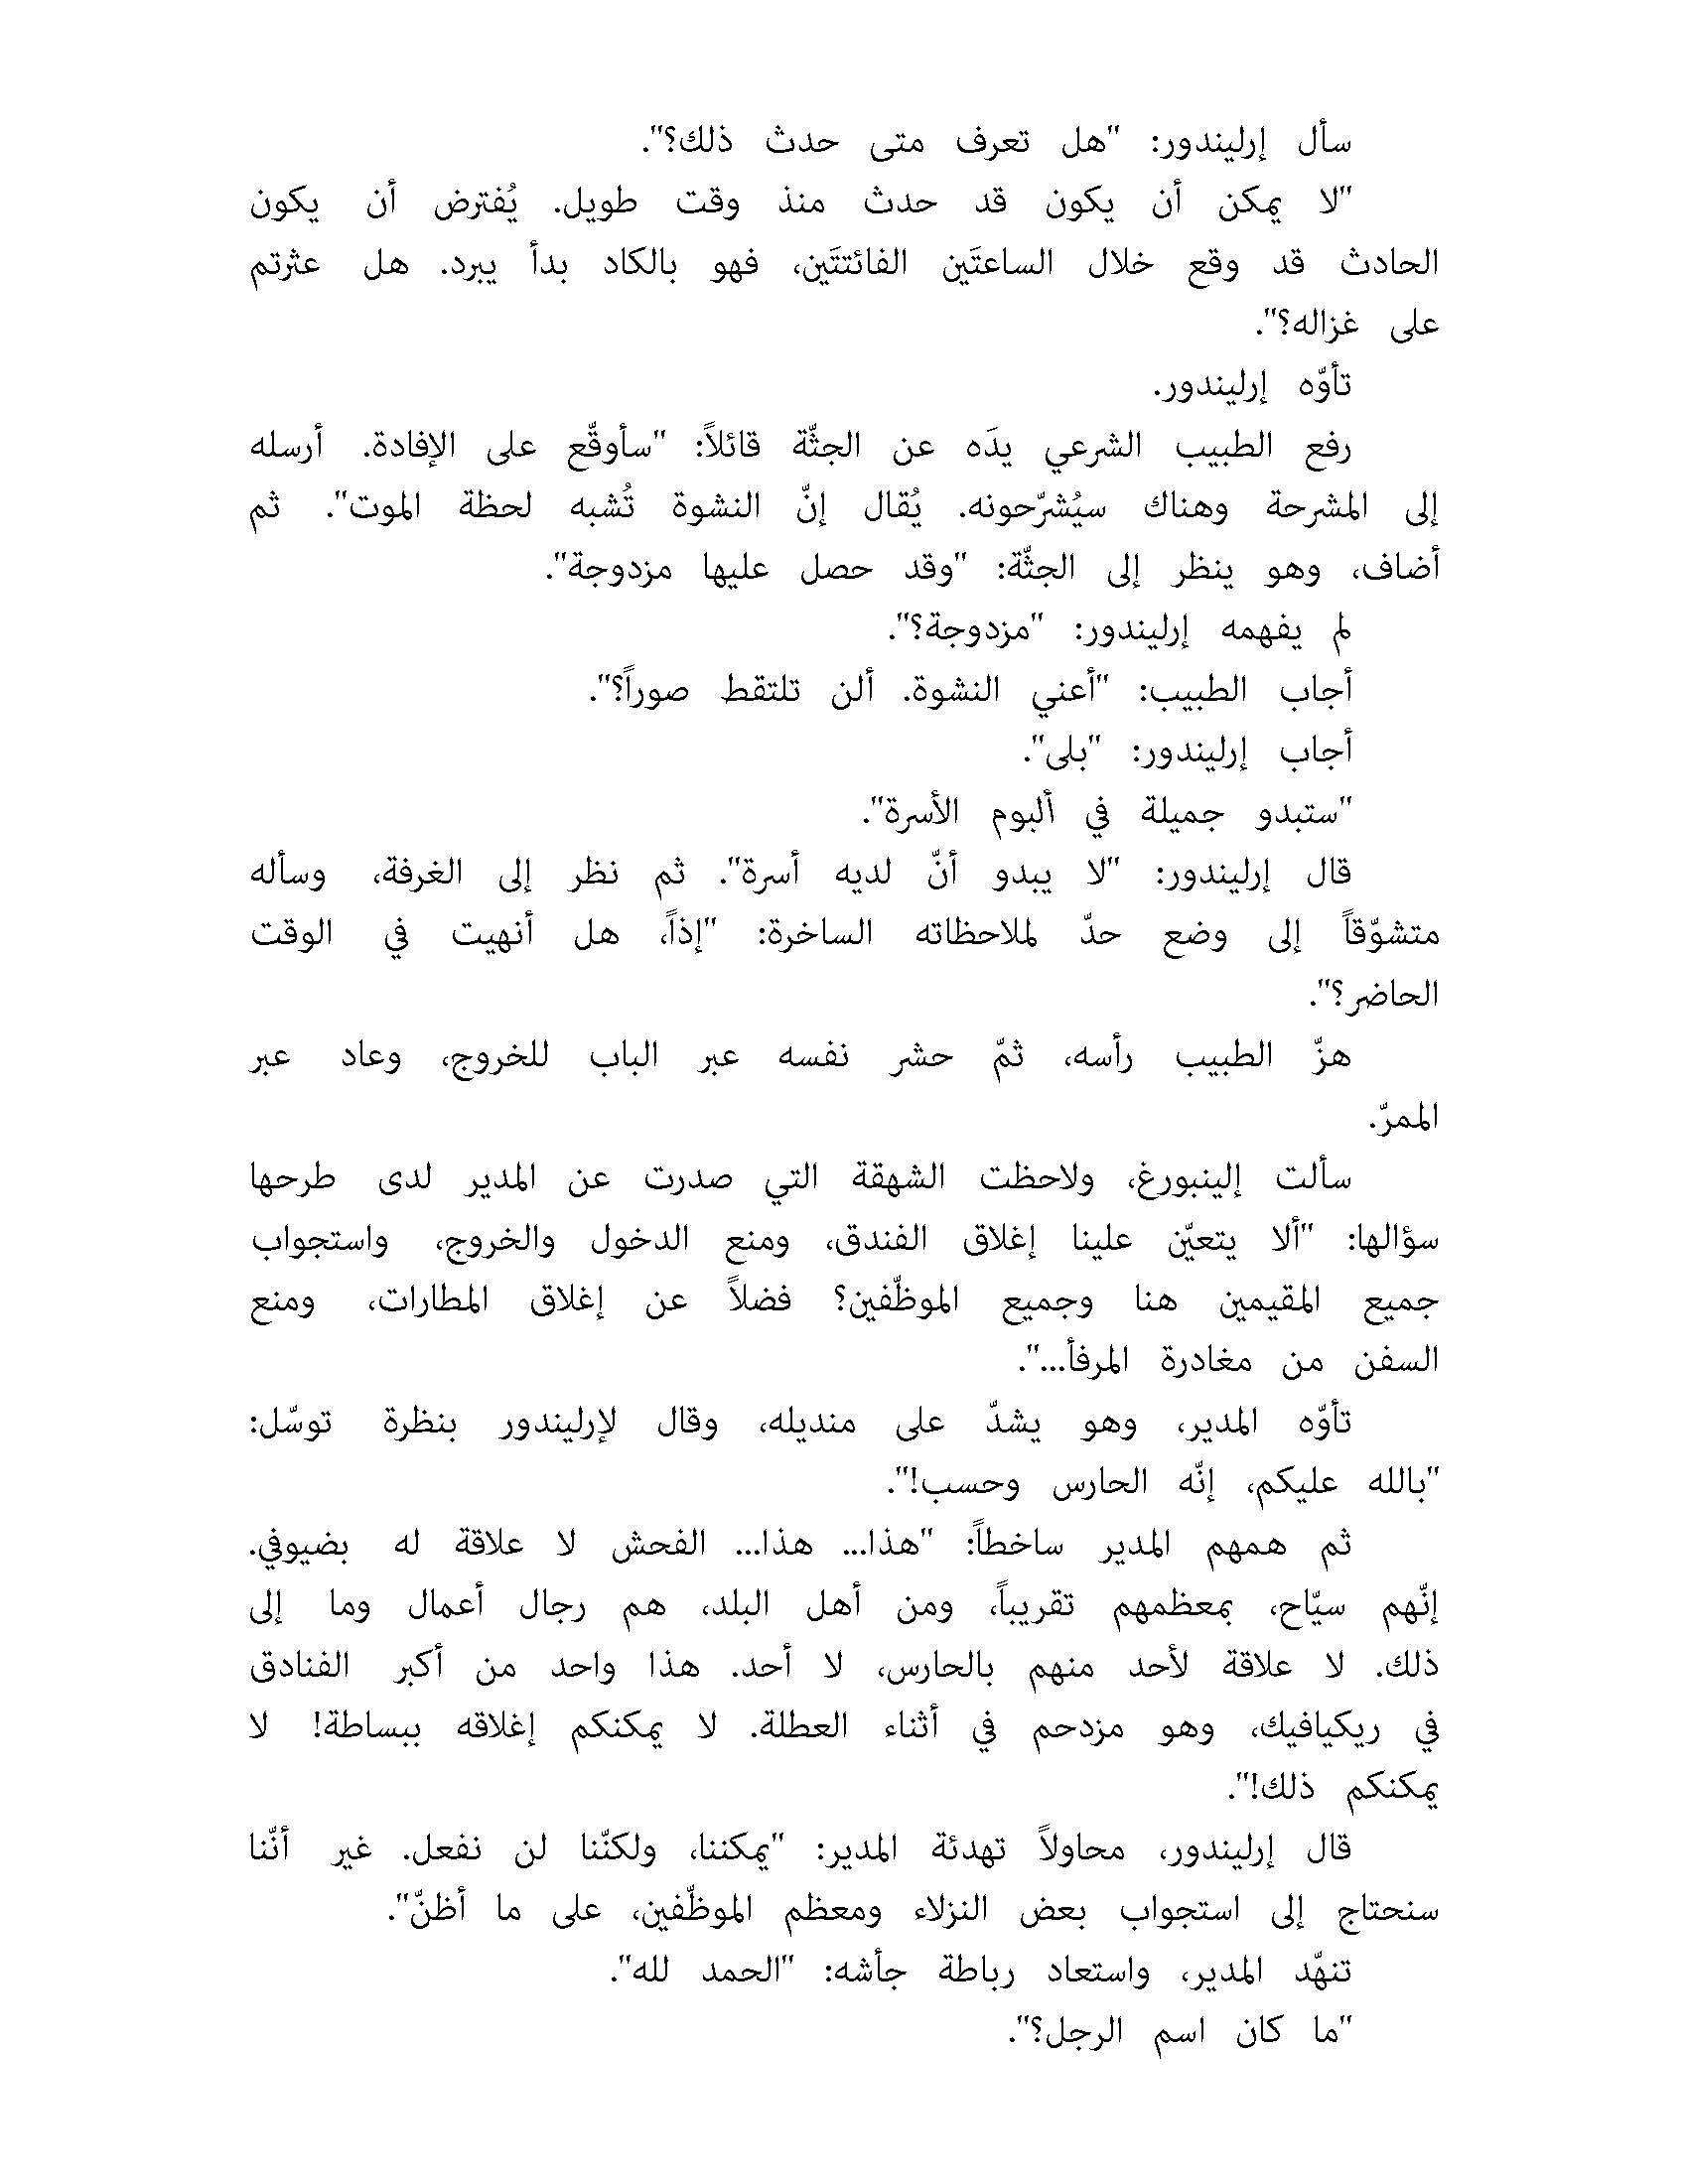 سأل إرليندور: "هل تعرف متى حدث ذلك؟".
"لا يمكن أن يكون قد حدث منذ وقت طويل. يُفترض أن يكون
الحادث قد وقع خلال الساعتَين الفائتتَين، فهو بالكاد بدأ يبرد. هل عثرتم
على غزاله؟".
تأوّه إرليندور.
رفع الطبيب الشرعي يدَه عن الجثّة قائلاً: "سأوقّع على الإفادة. أرسله
إلى المشرحة وهناك سيُشرّحونه. يُقال إنّ النشوة تُشبه لحظة الموت". ثم
أضاف، وهو ينظر إلى الجثّة: "وقد حصل عليها مزدوجة".
لم يفهمه إرليندور: "مزدوجة؟".
أجاب الطبيب: "أعني النشوة. ألن تلتقط صوراً؟".
أجاب إرليندور: "بلى".
"ستبدو جميلة في ألبوم الأسرة".
قال إرليندور: "لا يبدو أنّ لديه أسرة". ثم نظر إلى الغرفة، وسأله
متشوّقاً إلى وضع حدّ لملاحظاته الساخرة: "إذاً، هل أنهيت في الوقت
الحاضر؟".
هزّ الطبيب رأسه، ثمّ حشر نفسه عبر الباب للخروج، وعاد عبر
الممرّ.
سألت إلينبورغ، ولاحظت الشهقة التي صدرت عن المدير لدى طرحها
سؤالها: "ألا يتعيّن علينا إغلاق الفندق، ومنع الدخول والخروج، واستجواب
جميع المقيمين هنا وجميع الموظّفين؟ فضلاً عن إغلاق المطارات، ومنع
السفن من مغادرة المرفأ...".
تأوّه المدير، وهو يشدّ على منديله، وقال لإرليندور بنظرة توسّل:
"بالله عليكم، إنّه الحارس وحسب!".
ثم همهم المدير ساخطاً: "هذا... هذا... الفحش لا علاقة له بضيوفي.
إنّهم سيّاح، بمعظمهم تقريباً، ومن أهل البلد، هم رجال أعمال وما إلى
ذلك. لا علاقة لأحد منهم بالحارس، لا أحد. هذا واحد من أكبر الفنادق
في ريكيافيك، وهو مزدحم في أثناء العطلة. لا يمكنكم إغلاقه ببساطة! لا
يمكنكم ذلك!".
قال إرليندور، محاولاً تهدئة المدير: "يمكننا، ولكنّنا لن نفعل. غير أنّنا
سنحتاج إلى استجواب بعض النزلاء ومعظم الموظّفين، على ما أظنّ".
تنهّد المدير، واستعاد رباطة جأشه: "الحمد لله".
"ما كان اسم الرجل؟".